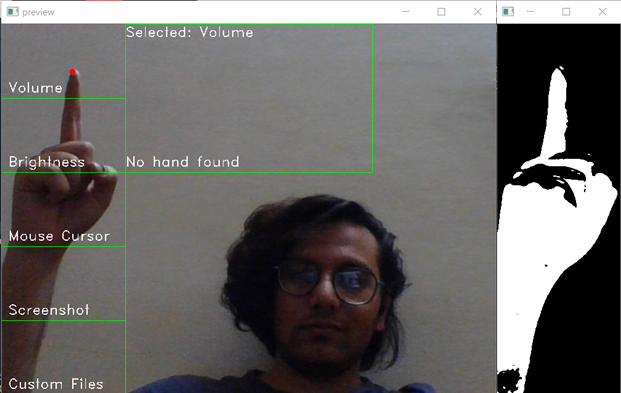 preview
Selected: Volume
Volume
Brightness
No hand found
Mouse Cursor
Screenshot
Custom Files